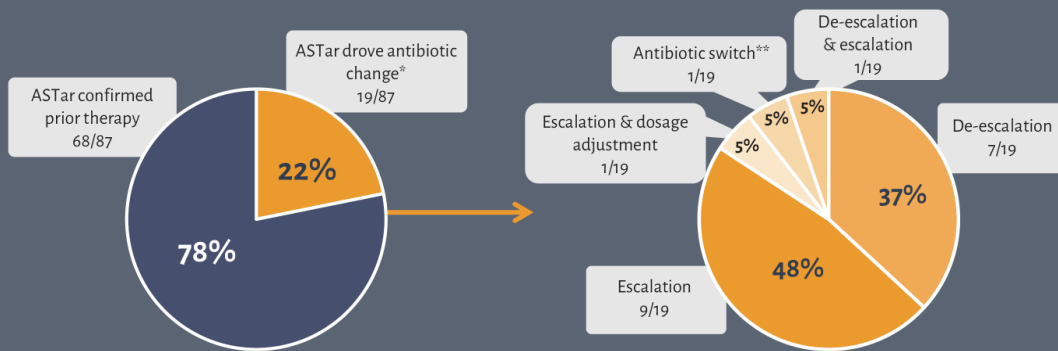 ASTar confirmed
prior therapy
68/87
ASTar drove antibiotic
change*
19/87
22%
78%
De-escalation
& escalation
1/19
Antibiotic switch**
1/19
Escalation & dosage
adjustment
1/19
De-escalation
7/19
Escalation
9/19
5%
5%
5%
37%
48%